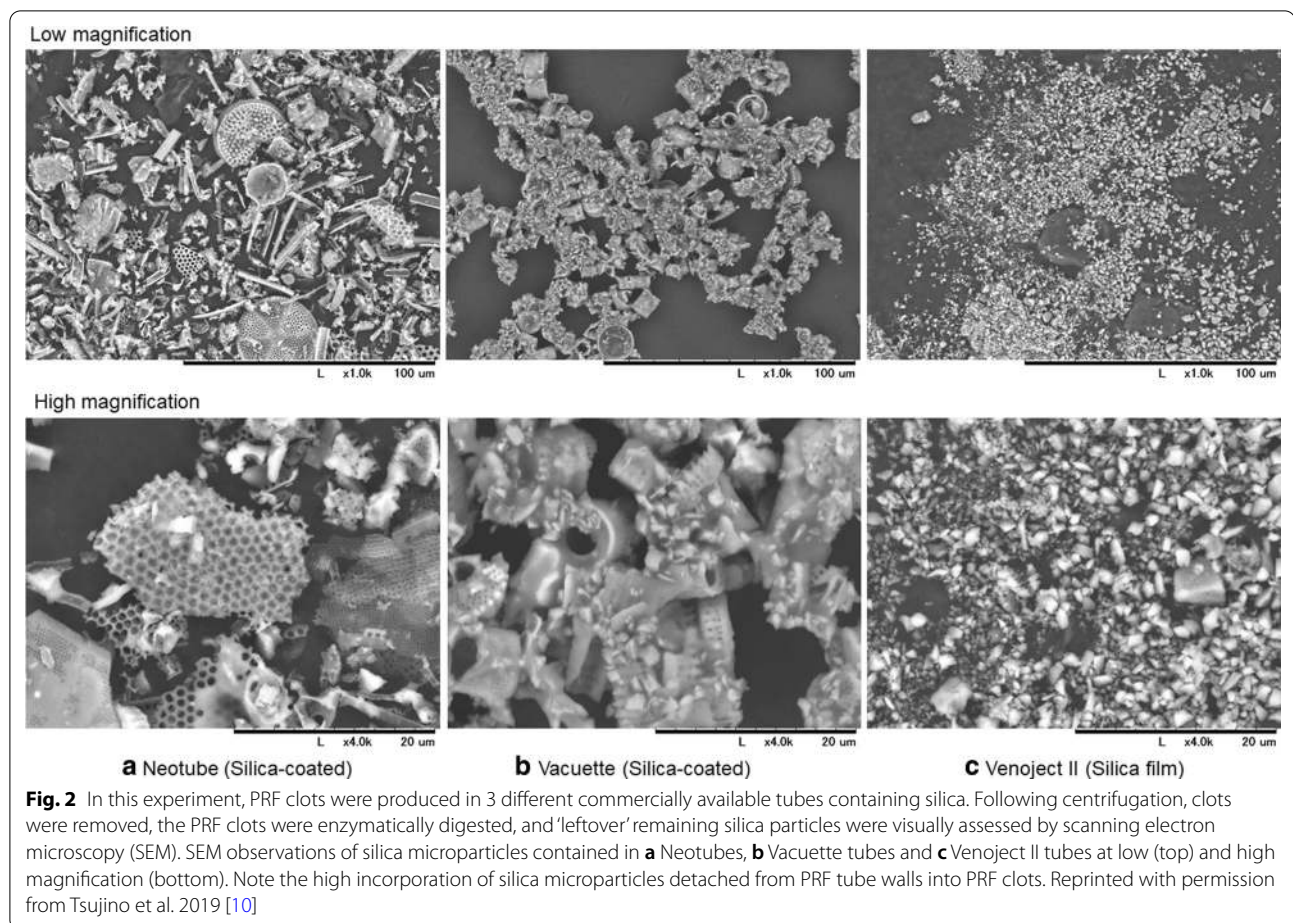 Low magnification
L x1.0k 100 um
L x1.0k 100 um
L x1.0k 100 um
High magnification
L x4.0k 20 um
L x4.0k 20 um
L x4.0k 20 um
a Neotube (Silica-coated)
b Vacuette (Silica-coated)
c Venoject II (Silica film)
Fig. 2 In this experiment, PRF clots were produced in 3 different commercially available tubes containing silica. Following centrifugation, clots
were removed, the PRF clots were enzymatically digested, and ‘leftover’ remaining silica particles were visually assessed by scanning electron
microscopy (SEM). SEM observations of silica microparticles contained in a Neotubes, b Vacuette tubes and c Venoject II tubes at low (top) and high
magnification (bottom). Note the high incorporation of silica microparticles detached from PRF tube walls into PRF clots. Reprinted with permission
from Tsujino et al. 2019 [10]